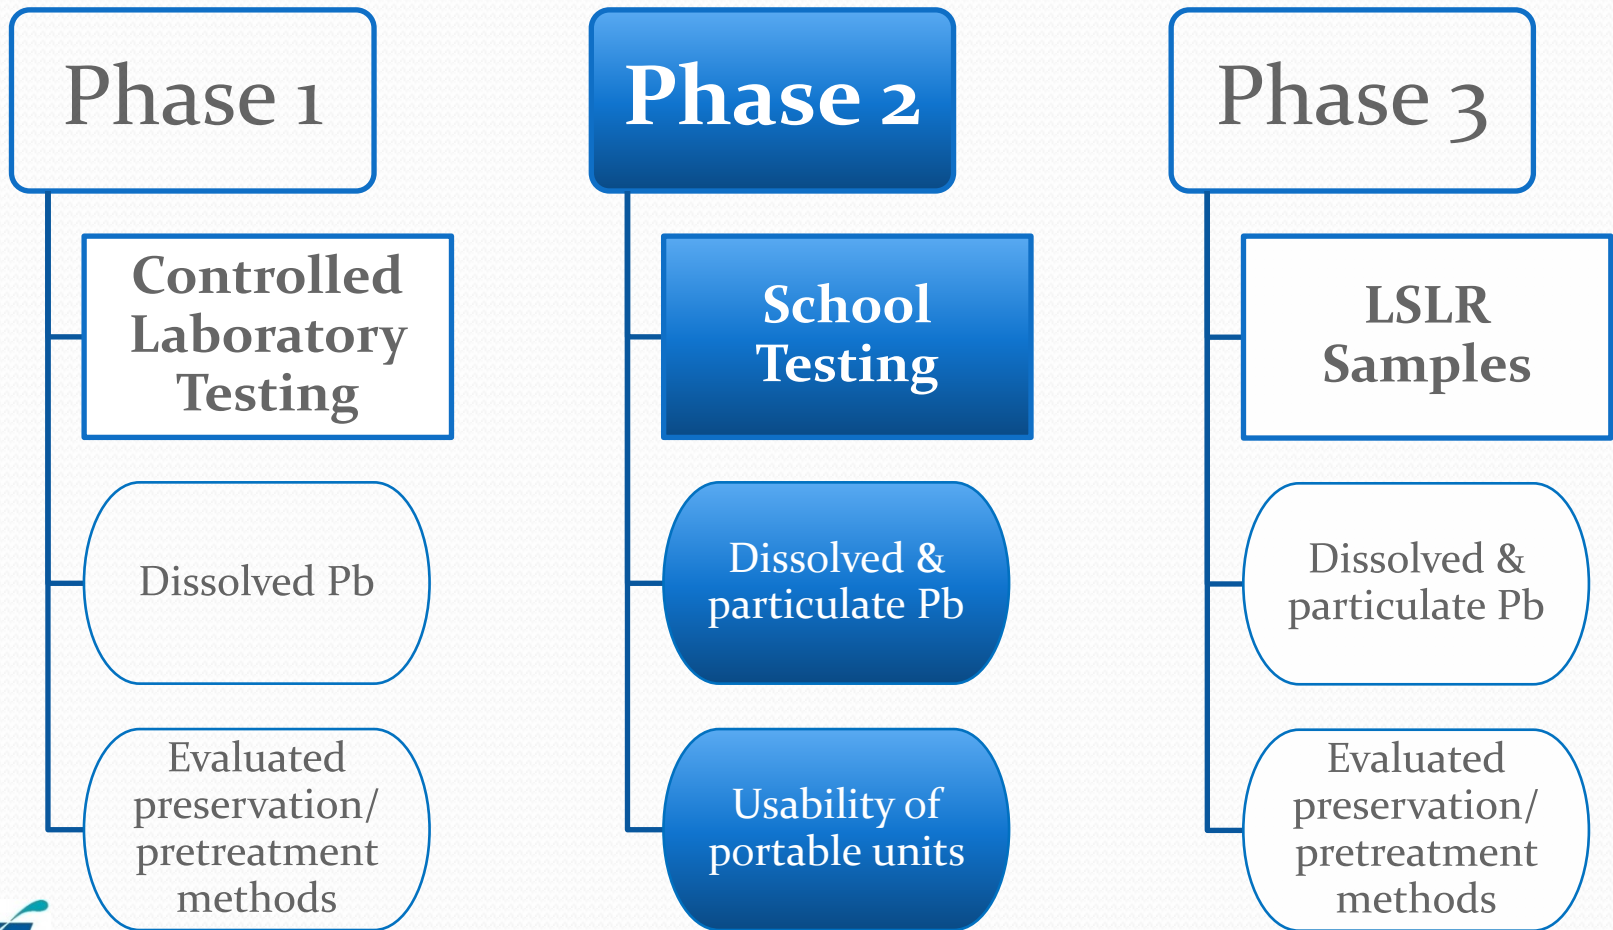 Phase 1
Controlled
Laboratory
Testing
Dissolved Pb
Evaluated
preservation/
pretreatment
methods
Phase 2
School
Testing
Dissolved &
particulate Pb
Usability of
portable units
Phase 3
LSLR
Samples
Dissolved &
particulate Pb
Evaluated
preservation/
pretreatment
methods